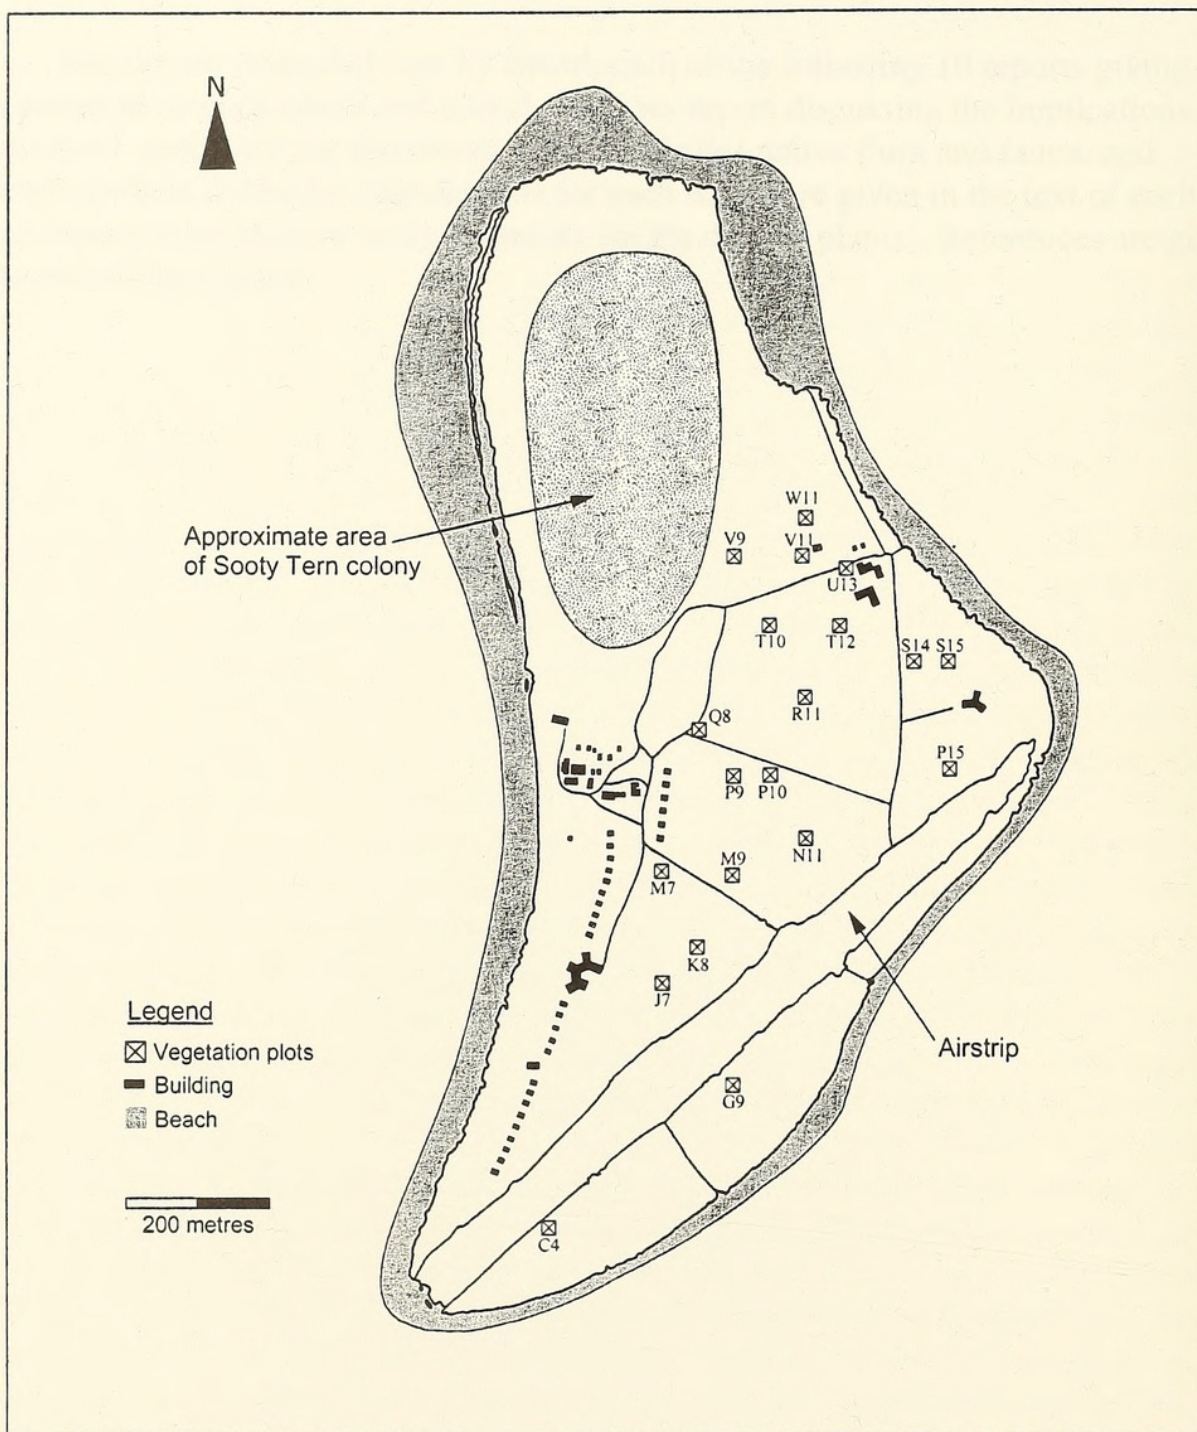 N
Approximate area
of Sooty Tern colony
W11
V9
V11
U13
T10
T12
S14
S15
R11
Q8
P15
P9
P10
N11
M9
M7
K8
J7
Airstrip
G9
C4
Legend
Vegetation plots
Building
Beach
200 metres